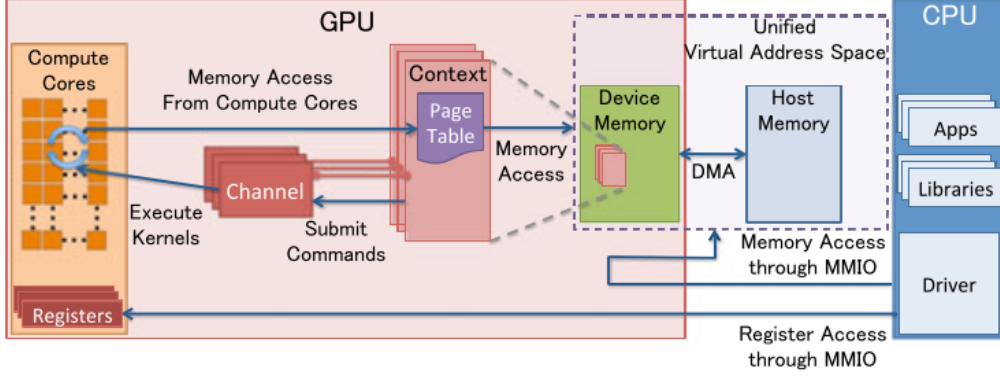 GPU
CPU
Unified
Virtual Address Space
Compute
Cores
Memory Access
From Compute Cores
Context
Page
Table
Memory
Access
Device
Memory
Host
Memory
DMA
Apps
Libraries
Channel
Execute
Kernels
Submit
Commands
Memory Access
through MMIO
Driver
Registers
Register Access
through MMIO